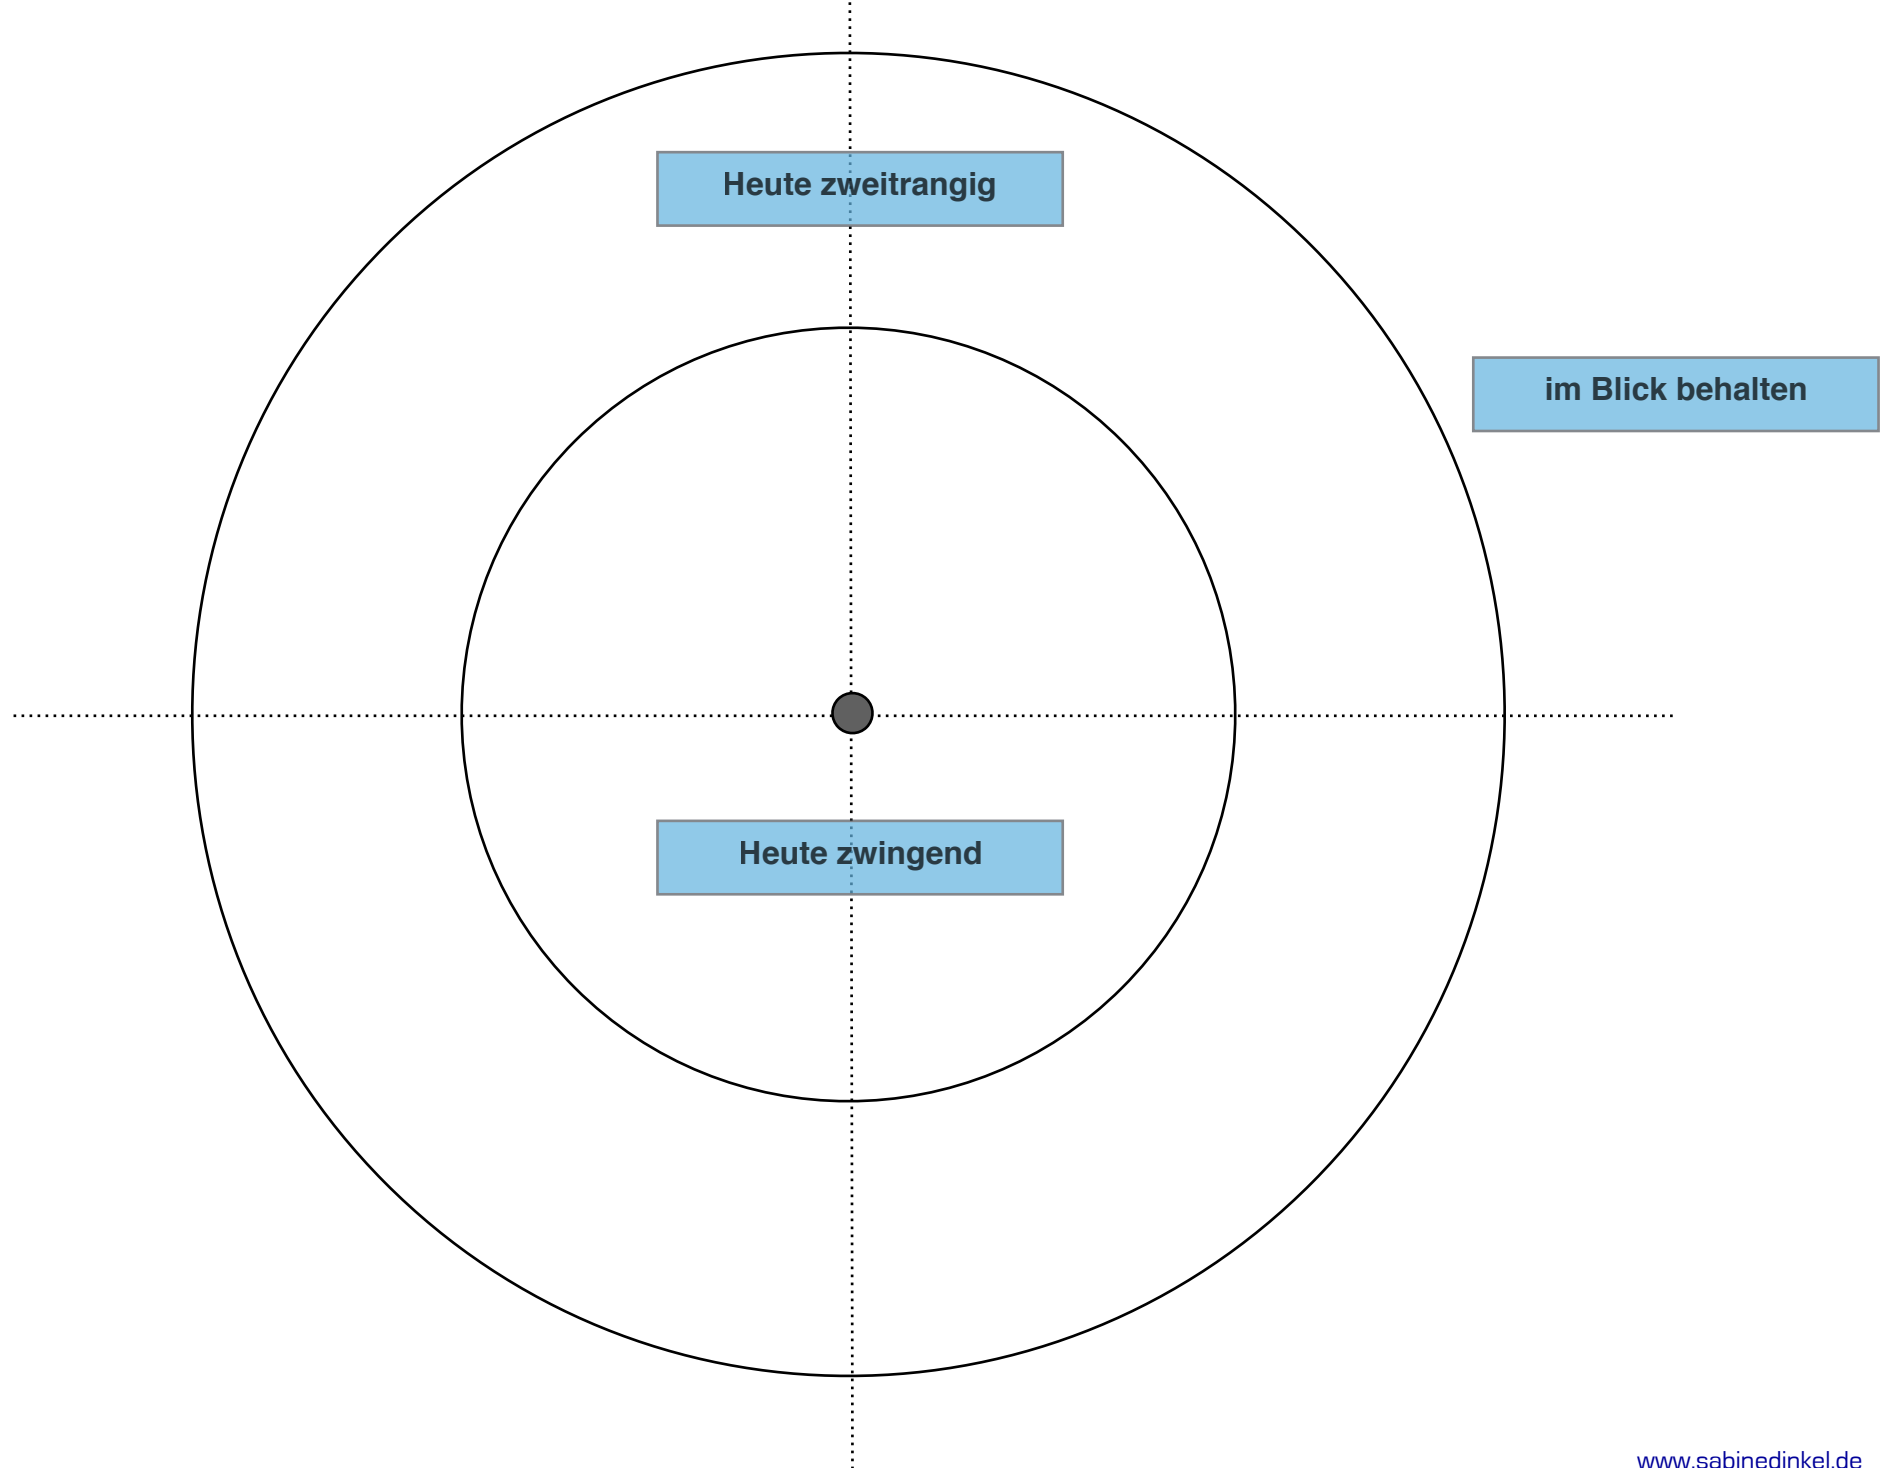 Heute zweitrangig
im Blick behalten
Heute zwingend
www.sabinedinkel.de